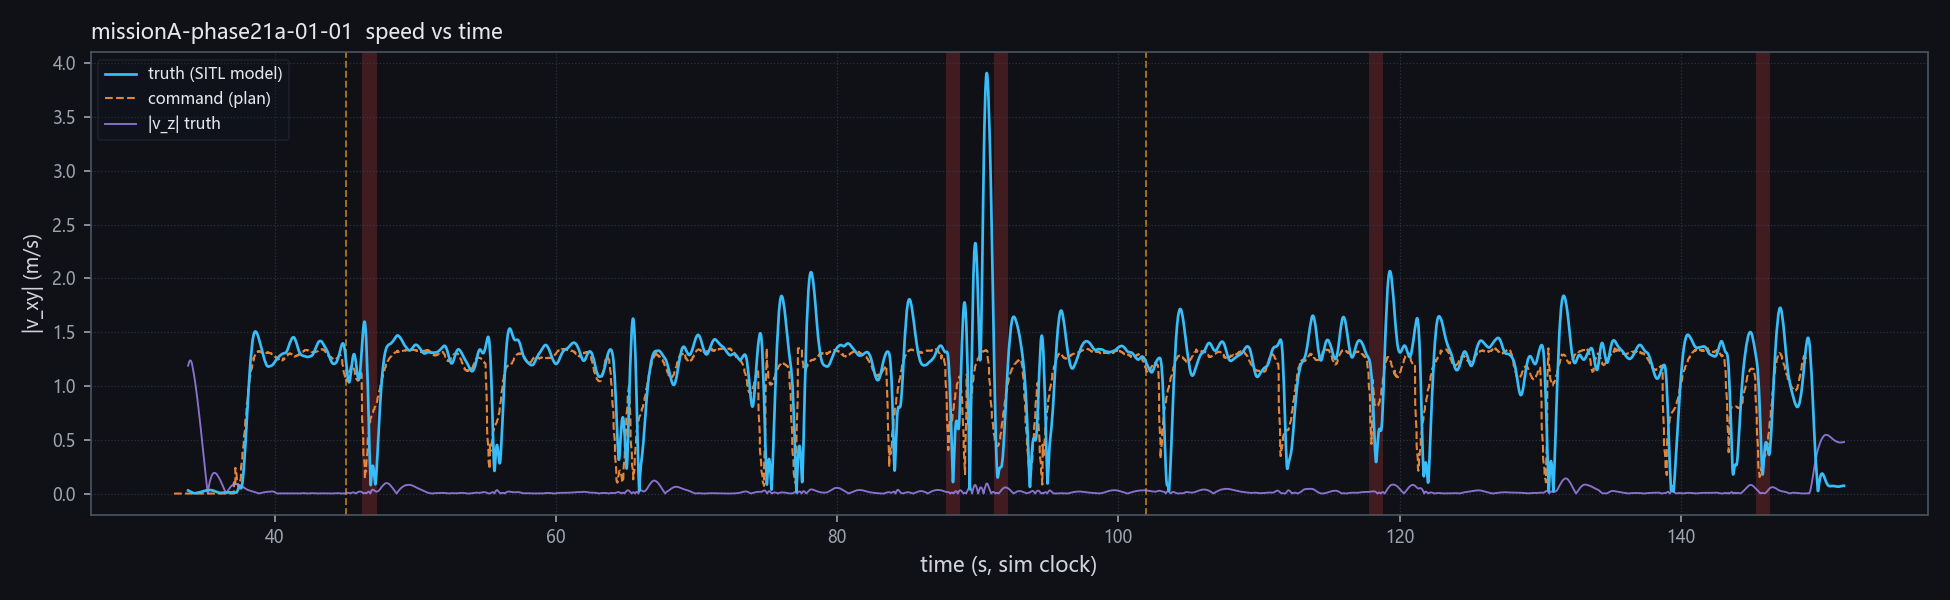 missionA-phase21a-01-01 speed vs time
truth (SITL model)
command (plan)
|v_z| truth
|v_xy| (m/s)
4.0
3.5
3.0
2.5
2.0
1.5
1.0
0.5
0.0
40 60 80 100 120 140
time (s, sim clock)